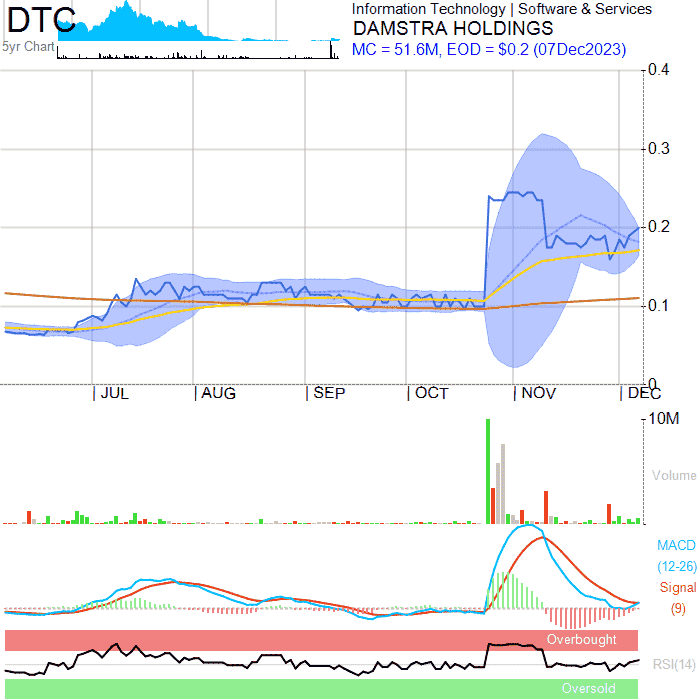 DTC
5yr Chart
Information Technology | Software & Services
DAMSTRA HOLDINGS
MC = 51.6M, EOD = $0.2 (07Dec2023)
0.4
0.3
0.2
0.1
0
JUL AUG SEP OCT NOV DEC
10M
Volume
MACD
(12-26)
Signal
(9)
Overbought
RSI(14)
Oversold